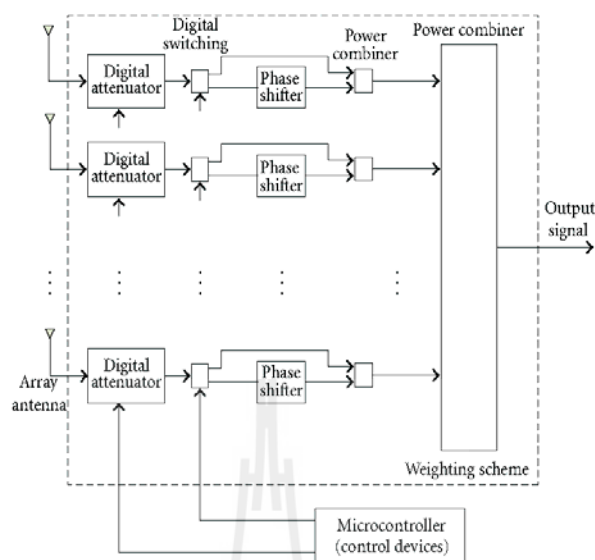 Digital
switching
Power
combiner
Power combiner
Digital
attenuator
Phase
shifter
Digital
attenuator
Phase
shifter
Output
signal
Array
antenna
Digital
attenuator
Phase
shifter
Weighting scheme
Microcontroller
(control devices)